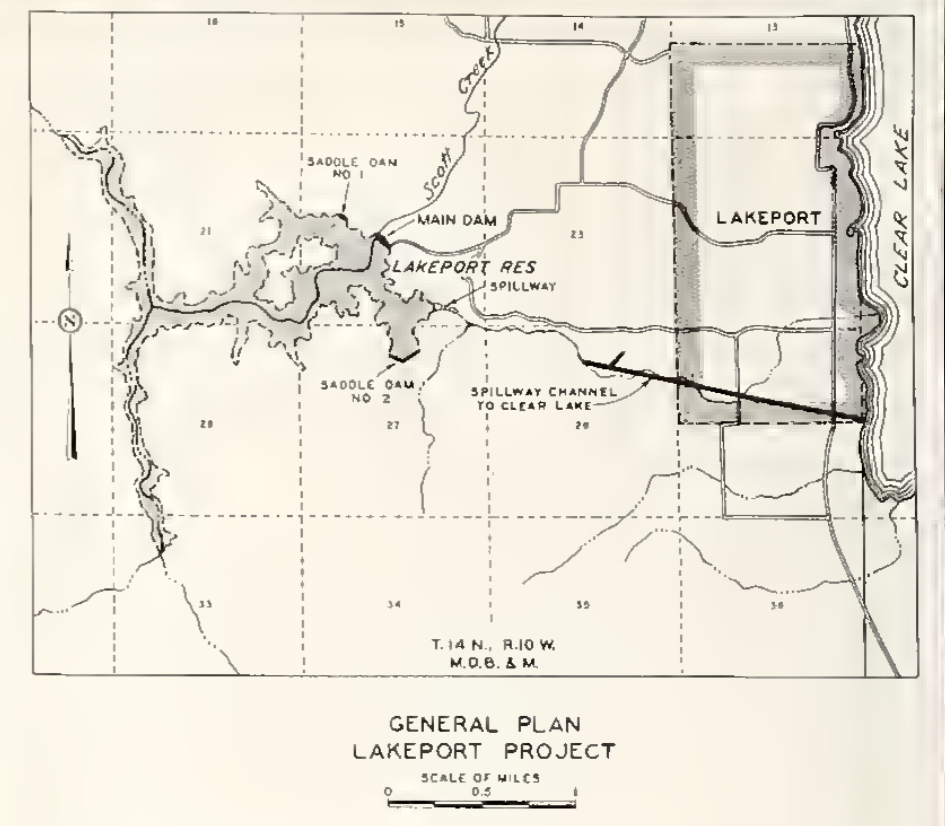 16
15
14
13
Scott Creek
SADDLE DAM
NO 1
MAIN DAM
21
23
LAKEPORT
CLEAR LAKE
LAKEPORT RES
SPILLWAY
SADDLE DAM
NO 2
SPILLWAY CHANNEL
TO CLEAR LAKE
28
27
26
33
34
35
36
T. 14 N., R. 10 W.
M.D.B. & M.
GENERAL PLAN
LAKEPORT PROJECT
SCALE OF MILES
0 0.5 1